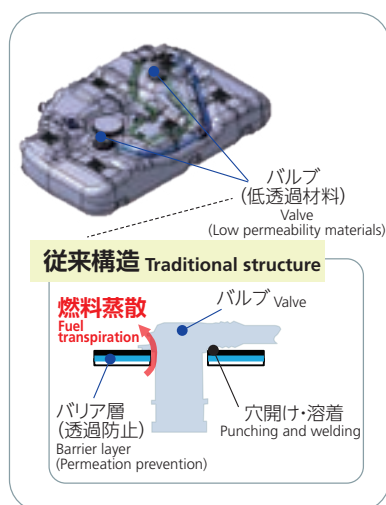 バルブ
(低透過材料)
Valve
(Low permeability materials)
従来構造 Traditional structure
燃料蒸散
Fuel
transpiration
バルブ Valve
バリア層
(透過防止)
Barrier layer
(Permeation prevention)
穴開け・溶着
Punching and welding